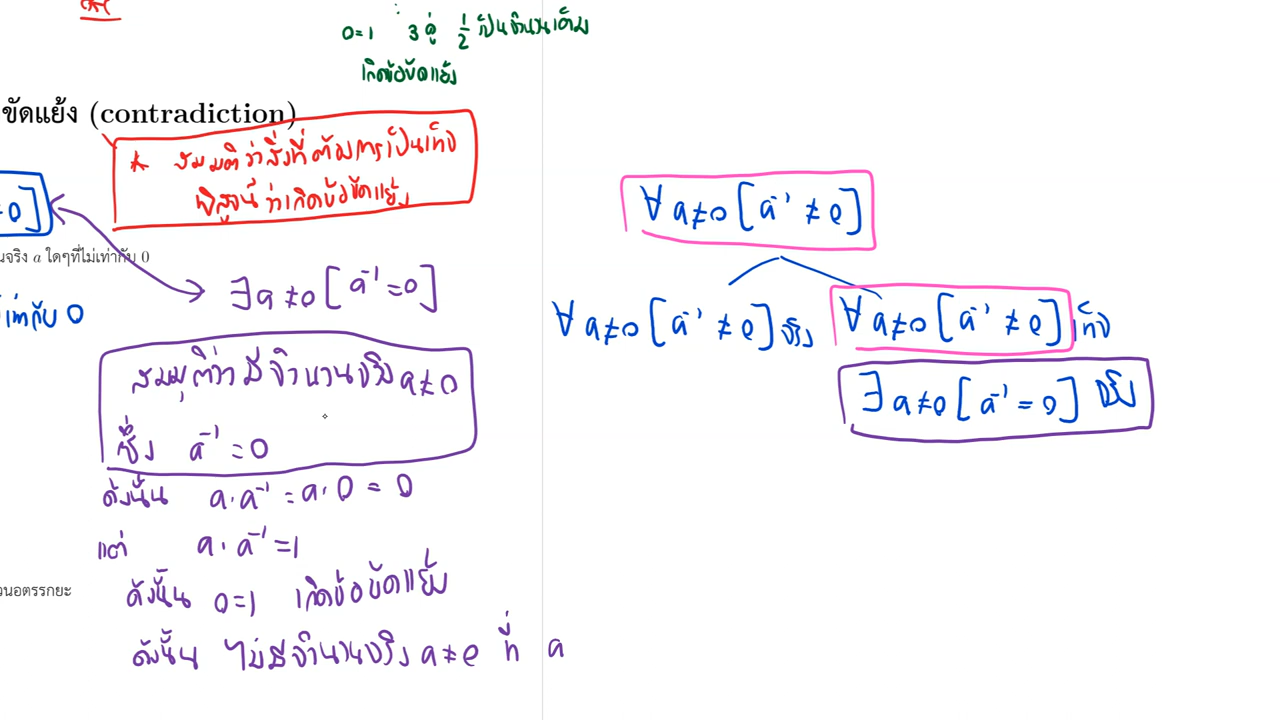 0=1 3 คู่ 1/2 เป็นจำนวนเต็ม
เกิดข้อขัดแย้ง
ขัดแย้ง (contradiction)
* สมมติว่าสิ่งที่ต้องการเป็นเท็จ
พิสูจน์ว่าเกิดข้อขัดแย้ง
0]
นจริง a ใดๆที่ไม่เท่ากับ 0
เท่ากับ 0
∃a≠0[a⁻¹=0]
สมมุติว่ามีจำนวนจริง a≠0
ซึ่ง a⁻¹=0
ดังนั้น a·a⁻¹=a·0=0
แต่ a·a⁻¹=1
วนอตรรกยะ
ดังนั้น 0=1 เกิดข้อขัดแย้ง
ดังนั้น ไม่มีจำนวนจริง a≠0 ที่ a
∀a≠0[a⁻¹≠0]
∀a≠0[a⁻¹≠0] จริง ∀a≠0[a⁻¹≠0] เท็จ
∃a≠0[a⁻¹=0] จริง